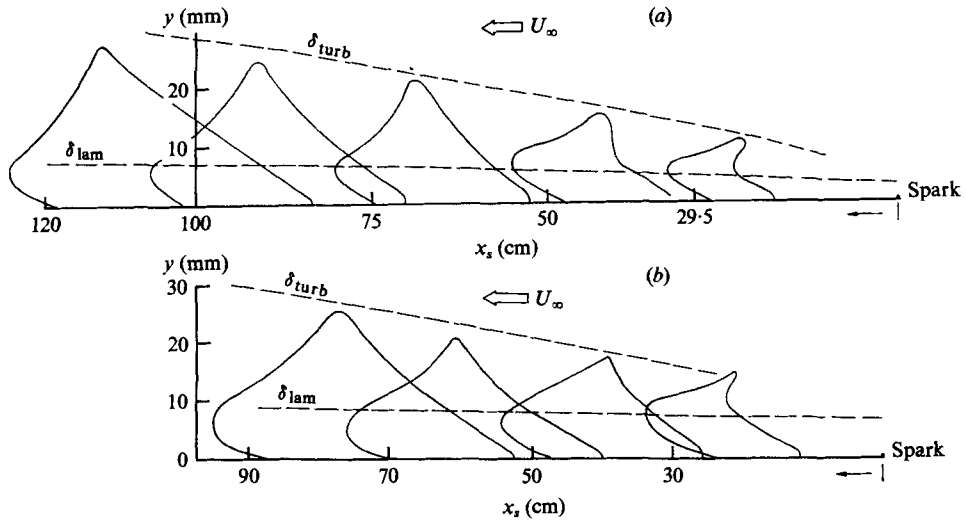 y (mm)
(a)
U∞
δturb
20
10
δlam
Spark
120
100
75
50
29·5
xs (cm)
y (mm)
(b)
30
δturb
U∞
20
10
δlam
0
Spark
90
70
50
30
xs (cm)